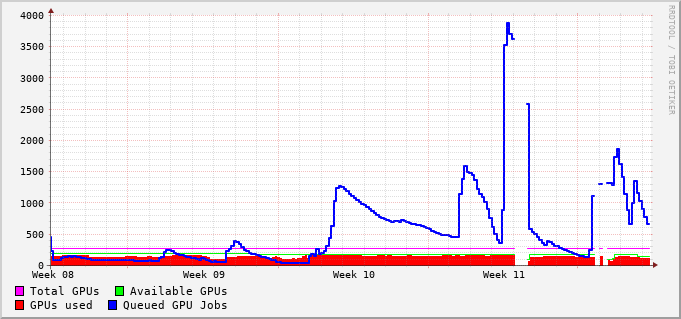 4000
3500
3000
2500
2000
1500
1000
500
0
Week 08 Week 09 Week 10 Week 11
Total GPUs Available GPUs
GPUs used Queued GPU Jobs
RRDTOOL / TOBI OETIKER